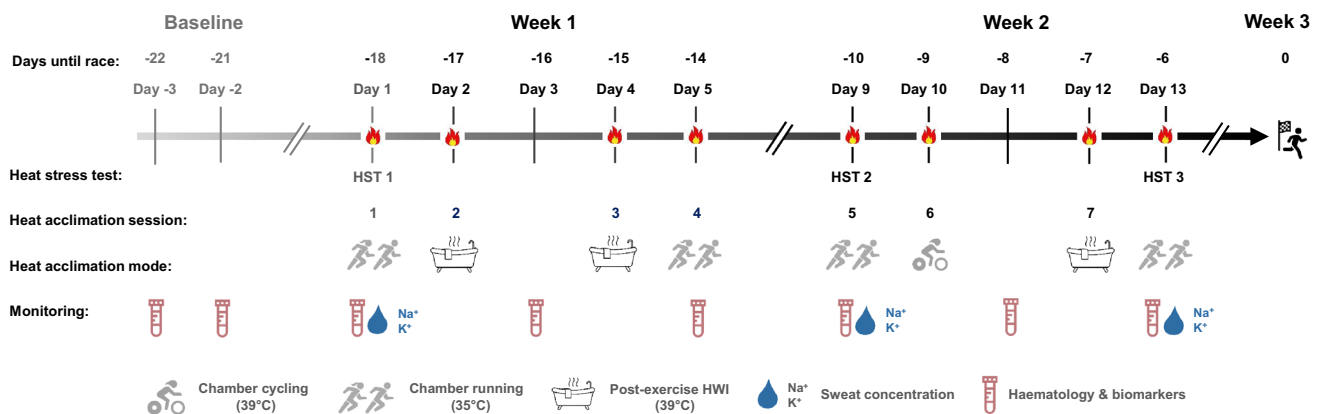 Baseline Week 1 Week 2 Week 3
Days until race: -22 -21 -18 -17 -16 -15 -14 -10 -9 -8 -7 -6 0
Day -3 Day -2 Day 1 Day 2 Day 3 Day 4 Day 5 Day 9 Day 10 Day 11 Day 12 Day 13
Heat stress test: HST 1 HST 2 HST 3
Heat acclimation session: 1 2 3 4 5 6 7
Heat acclimation mode:
Monitoring: Na⁺ Na⁺ Na⁺
K⁺ K⁺ K⁺
Chamber cycling Chamber running Post-exercise HWI Na⁺ Sweat concentration Haematology & biomarkers
(39°C) (35°C) (39°C) K⁺